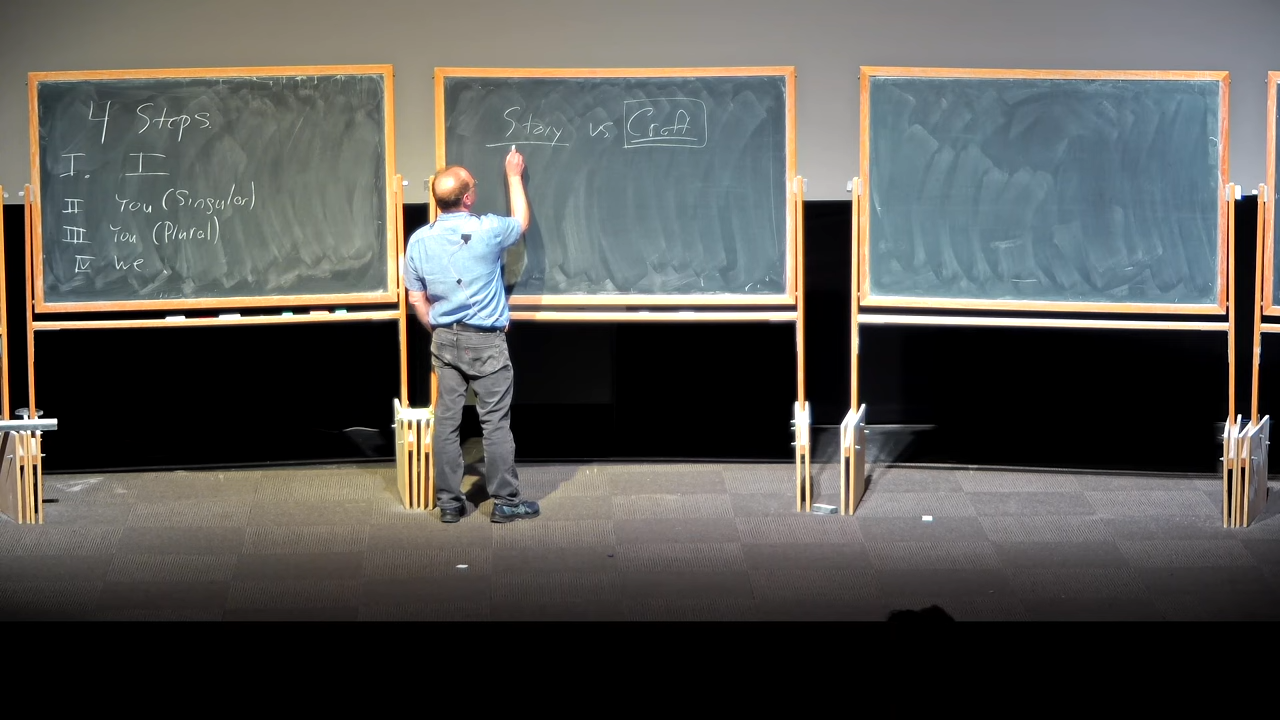 4 Steps.
I. I
II You (Singular)
III You (Plural)
IV We.
Story vs Craft